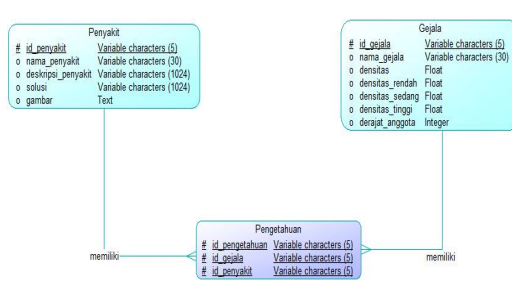 Penyakit
# id_penyakit Variable characters (5)
o nama_penyakit Variable characters (30)
o deskripsi_penyakit Variable characters (1024)
o solusi Variable characters (1024)
o gambar Text
Gejala
# id_gejala Variable characters (5)
o nama_gejala Variable characters (30)
o densitas Float
o densitas_rendah Float
o densitas_sedang Float
o densitas_tinggi Float
o derajat_anggota Integer
Pengetahuan
# id_pengetahuan Variable characters (5)
# id_gejala Variable characters (5)
# id_penyakit Variable characters (5)
memiliki
memiliki